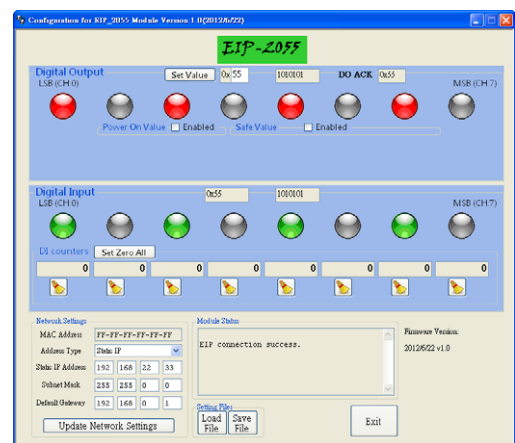 Configuration for EIP_2055 Module Version 1.0(2012/6/22)
EIP-2055
Digital Output
Set Value 0x 55 1010101 DO ACK 0x55
LSB (CH:0) MSB (CH:7)
Power On Value Enabled Safe Value Enabled
Digital Input 0x55 1010101
LSB (CH:0) MSB (CH:7)
DI counters Set Zero All
0 0 0 0 0 0 0 0
Network Settings
MAC Address FF-FF-FF-FF-FF-FF
Address Type Static IP
Static IP Address 192 168 22 33
Subnet Mask 255 255 0 0
Default Gateway 192 168 0 1
Update Network Settings
Module Status
EIP connection success.
Setting Files
Load File Save File
Firmware Version:
2012/6/22 v1.0
Exit